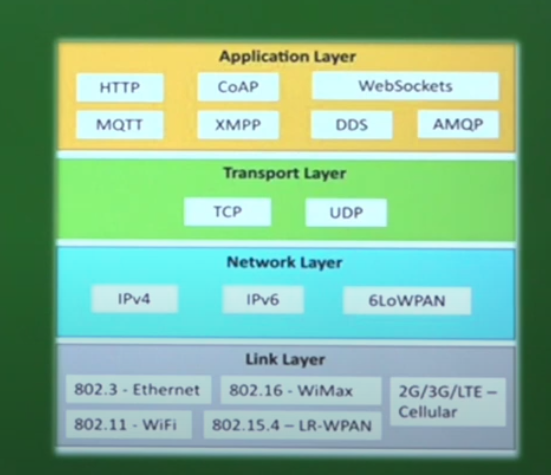 Application Layer
HTTP
CoAP
WebSockets
MQTT
XMPP
DDS
AMQP
Transport Layer
TCP
UDP
Network Layer
IPv4
IPv6
6LoWPAN
Link Layer
802.3 - Ethernet
802.16 - WiMax
2G/3G/LTE –
Cellular
802.11 - WiFi
802.15.4 – LR-WPAN